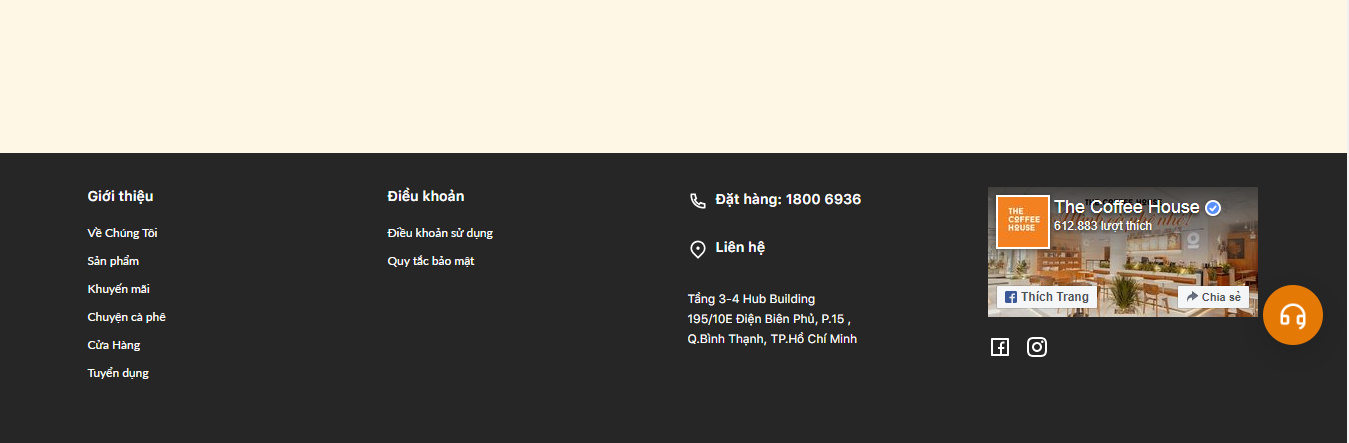 Giới thiệu
Về Chúng Tôi
Sản phẩm
Khuyến mãi
Chuyện cà phê
Cửa Hàng
Tuyển dụng
Điều khoản
Điều khoản sử dụng
Quy tắc bảo mật
Đặt hàng: 1800 6936
Liên hệ
Tầng 3-4 Hub Building
195/10E Điện Biên Phủ, P.15 ,
Q.Bình Thạnh, TP.Hồ Chí Minh
THE
COFFEE
HOUSE
The Coffee House
612.883 lượt thích
Thích Trang
Chia sẻ